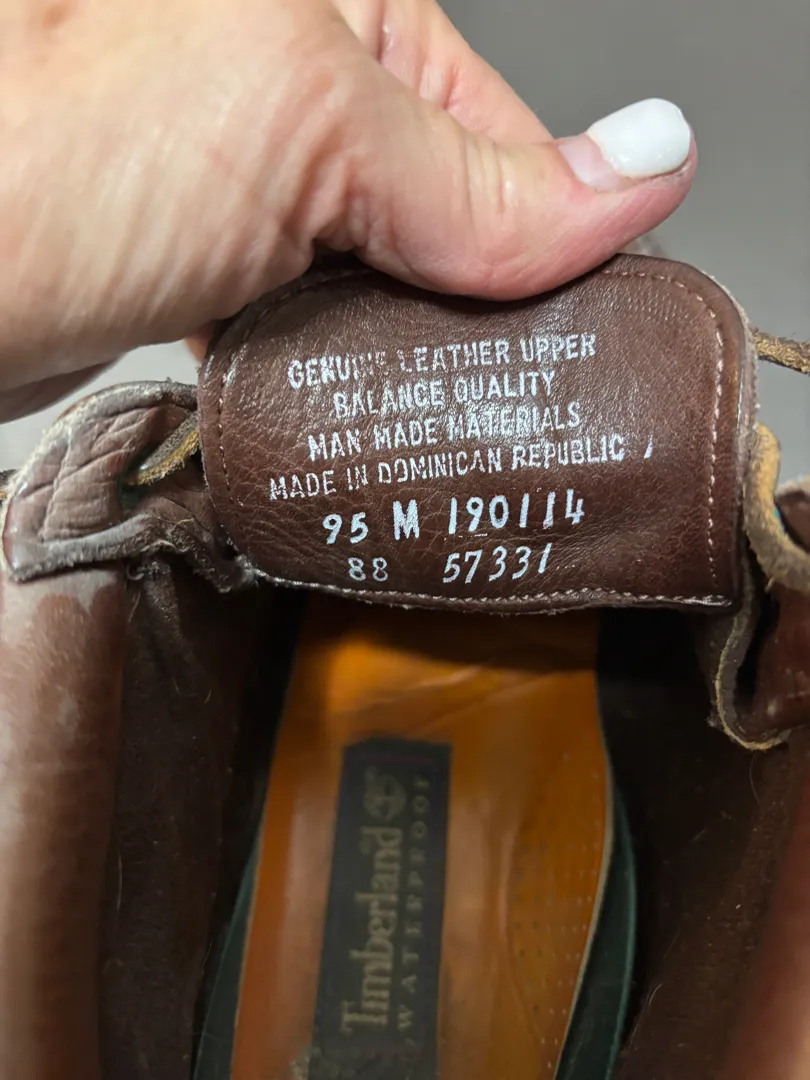 GENUINE LEATHER UPPER
BALANCE QUALITY
MAN MADE MATERIALS
MADE IN DOMINICAN REPUBLIC
95 M 190114
88 57331
Timberland
WATERPROOF